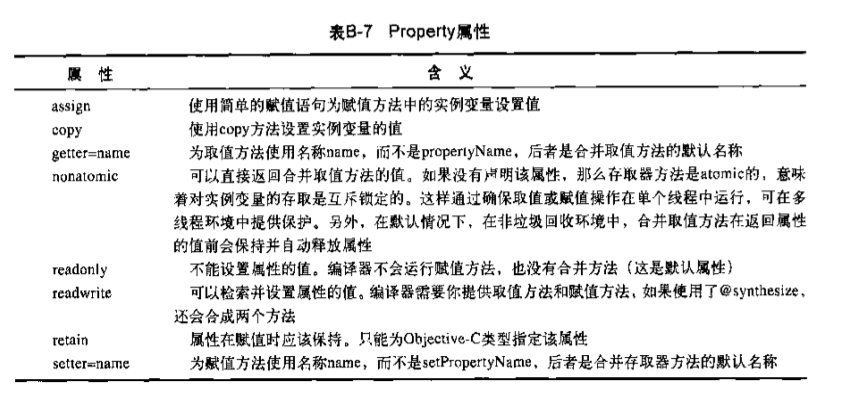 表B-7 Property属性
属 性 含 义
assign 使用简单的赋值语句为赋值方法中的实例变量设置值
copy 使用copy方法设置实例变量的值
getter=name 为取值方法使用名称name，而不是propertyName，后者是合并取值方法的默认名称
nonatomic 可以直接返回合并取值方法的值。如果没有声明该属性，那么存取器方法是atomic的，意味
着对实例变量的存取是互斥锁定的。这样通过确保取值或赋值操作在单个线程中运行，可在多
线程环境中提供保护。另外，在默认情况下，在非垃圾回收环境中，合并取值方法在返回属性
的值前会保持并自动释放属性
readonly 不能设置属性的值。编译器不会运行赋值方法，也没有合并方法（这是默认属性）
readwrite 可以检索并设置属性的值。编译器需要你提供取值方法和赋值方法，如果使用了@synthesize，
还会合成两个方法
retain 属性在赋值时应该保持。只能为Objective-C类型指定该属性
setter=name 为赋值方法使用名称name，而不是setPropertyName，后者是合并存取器方法的默认名称